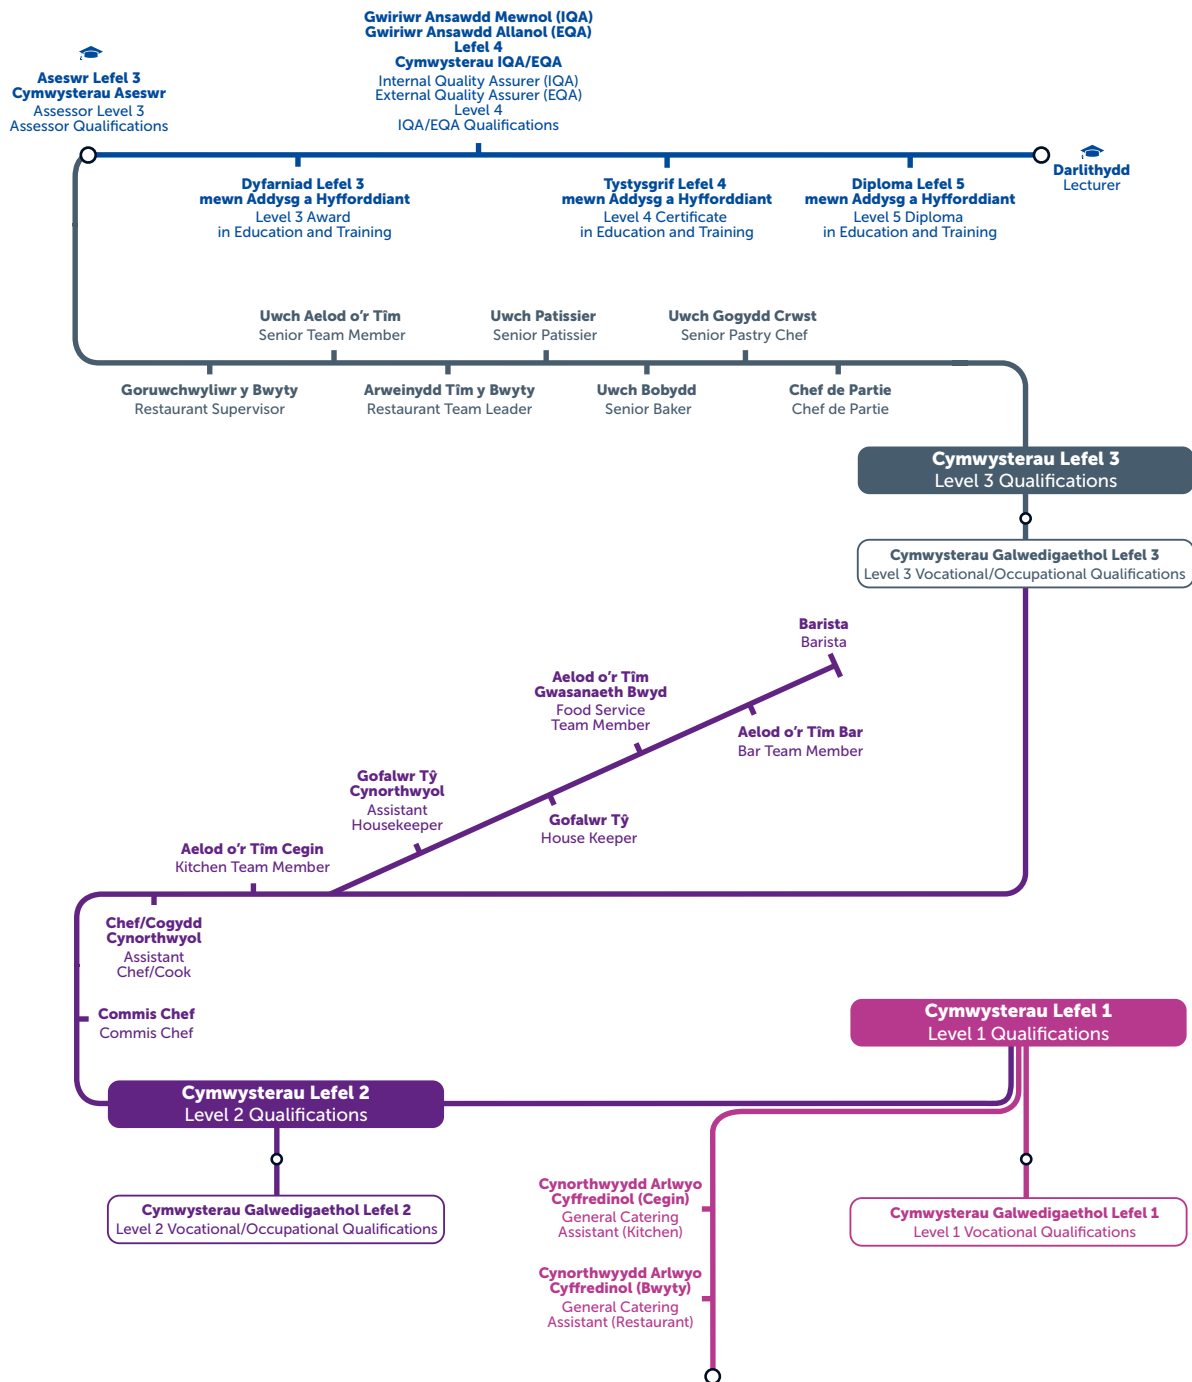 Gwiriwr Ansawdd Mewnol (IQA)
Gwiriwr Ansawdd Allanol (EQA)
Lefel 4
Cymwysterau IQA/EQA
Internal Quality Assurer (IQA)
External Quality Assurer (EQA)
Level 4
IQA/EQA Qualifications
Aseswr Lefel 3
Cymwysterau Aseswr
Assessor Level 3
Assessor Qualifications
Darlithydd
Lecturer
Dyfarniad Lefel 3
mewn Addysg a Hyfforddiant
Level 3 Award
in Education and Training
Tystysgrif Lefel 4
mewn Addysg a Hyfforddiant
Level 4 Certificate
in Education and Training
Diploma Lefel 5
mewn Addysg a Hyfforddiant
Level 5 Diploma
in Education and Training
Uwch Aelod o’r Tîm
Senior Team Member
Uwch Patissier
Senior Patissier
Uwch Gogydd Crwst
Senior Pastry Chef
Goruchwyliwr y Bwyty
Restaurant Supervisor
Arweinydd Tîm y Bwyty
Restaurant Team Leader
Uwch Bobydd
Senior Baker
Chef de Partie
Chef de Partie
Cymwysterau Lefel 3
Level 3 Qualifications
Cymwysterau Galwedigaethol Lefel 3
Level 3 Vocational/Occupational Qualifications
Barista
Barista
Aelod o’r Tîm
Gwasanaeth Bwyd
Food Service
Team Member
Aelod o’r Tîm Bar
Bar Team Member
Gofalwr Tŷ
Cynorthwyol
Assistant
Housekeeper
Gofalwr Tŷ
House Keeper
Aelod o’r Tîm Cegin
Kitchen Team Member
Chef/Cogydd
Cynorthwyol
Assistant
Chef/Cook
Commis Chef
Commis Chef
Cymwysterau Lefel 1
Level 1 Qualifications
Cymwysterau Lefel 2
Level 2 Qualifications
Cymwysterau Galwedigaethol Lefel 2
Level 2 Vocational/Occupational Qualifications
Cynorthwyydd Arlwyo
Cyffredinol (Cegin)
General Catering
Assistant (Kitchen)
Cymwysterau Galwedigaethol Lefel 1
Level 1 Vocational Qualifications
Cynorthwyydd Arlwyo
Cyffredinol (Bwyty)
General Catering
Assistant (Restaurant)